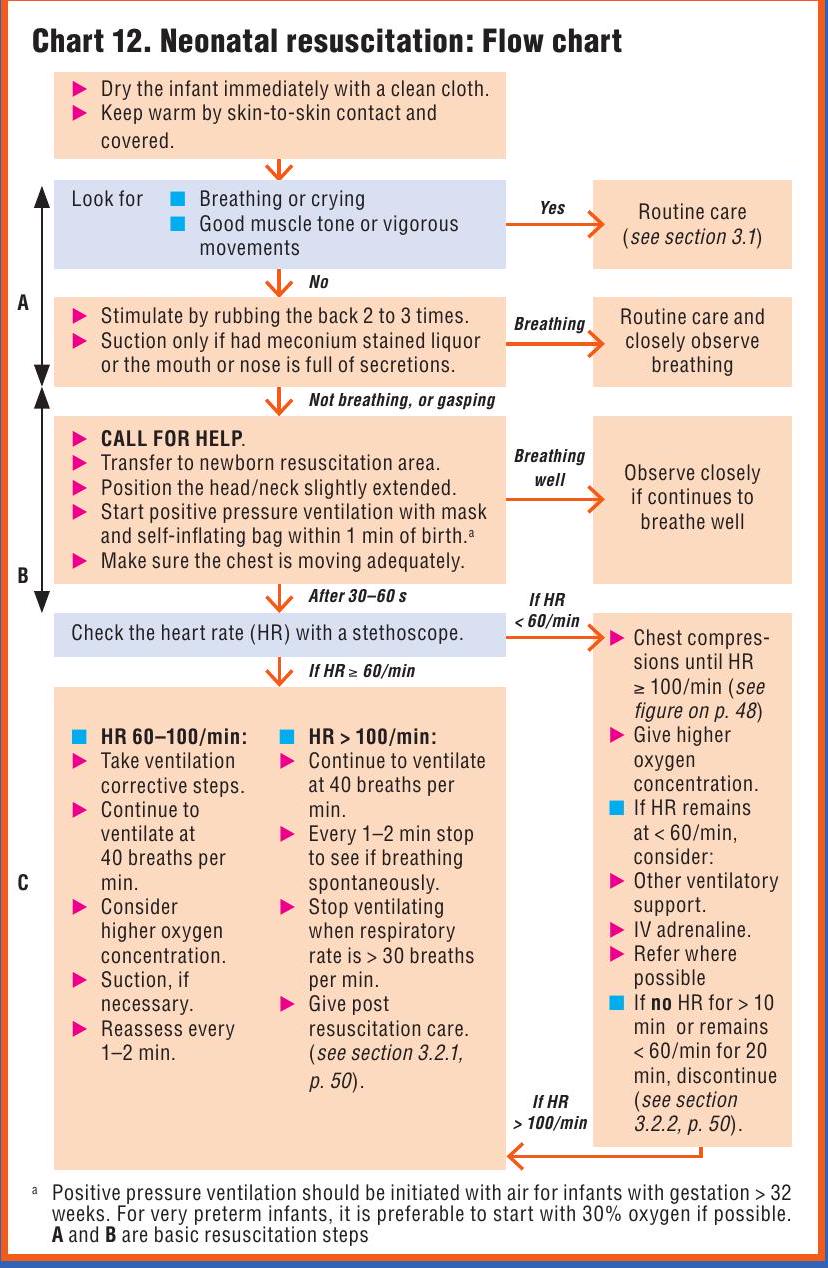 Chart 12. Neonatal resuscitation: Flow chart
▶ Dry the infant immediately with a clean cloth.
▶ Keep warm by skin-to-skin contact and
covered.
Look for
■ Breathing or crying
■ Good muscle tone or vigorous
movements
Yes
Routine care
(see section 3.1)
A
No
▶ Stimulate by rubbing the back 2 to 3 times.
▶ Suction only if had meconium stained liquor
or the mouth or nose is full of secretions.
Breathing
Routine care and
closely observe
breathing
Not breathing, or gasping
▶ CALL FOR HELP.
▶ Transfer to newborn resuscitation area.
▶ Position the head/neck slightly extended.
▶ Start positive pressure ventilation with mask
and self-inflating bag within 1 min of birth.ᵃ
▶ Make sure the chest is moving adequately.
Breathing
well
Observe closely
if continues to
breathe well
B
After 30–60 s
Check the heart rate (HR) with a stethoscope.
If HR
< 60/min
If HR ≥ 60/min
■ HR 60–100/min:
▶ Take ventilation
corrective steps.
▶ Continue to
ventilate at
40 breaths per
min.
▶ Consider
higher oxygen
concentration.
▶ Suction, if
necessary.
▶ Reassess every
1–2 min.
■ HR > 100/min:
▶ Continue to ventilate
at 40 breaths per
min.
▶ Every 1–2 min stop
to see if breathing
spontaneously.
▶ Stop ventilating
when respiratory
rate is > 30 breaths
per min.
▶ Give post
resuscitation care.
(see section 3.2.1,
p. 50).
C
▶ Chest compres-
sions until HR
≥ 100/min (see
figure on p. 48)
▶ Give higher
oxygen
concentration.
■ If HR remains
at < 60/min,
consider:
▶ Other ventilatory
support.
▶ IV adrenaline.
▶ Refer where
possible
■ If no HR for > 10
min or remains
< 60/min for 20
min, discontinue
(see section
3.2.2, p. 50).
If HR
> 100/min
ᵃ Positive pressure ventilation should be initiated with air for infants with gestation > 32
weeks. For very preterm infants, it is preferable to start with 30% oxygen if possible.
A and B are basic resuscitation steps